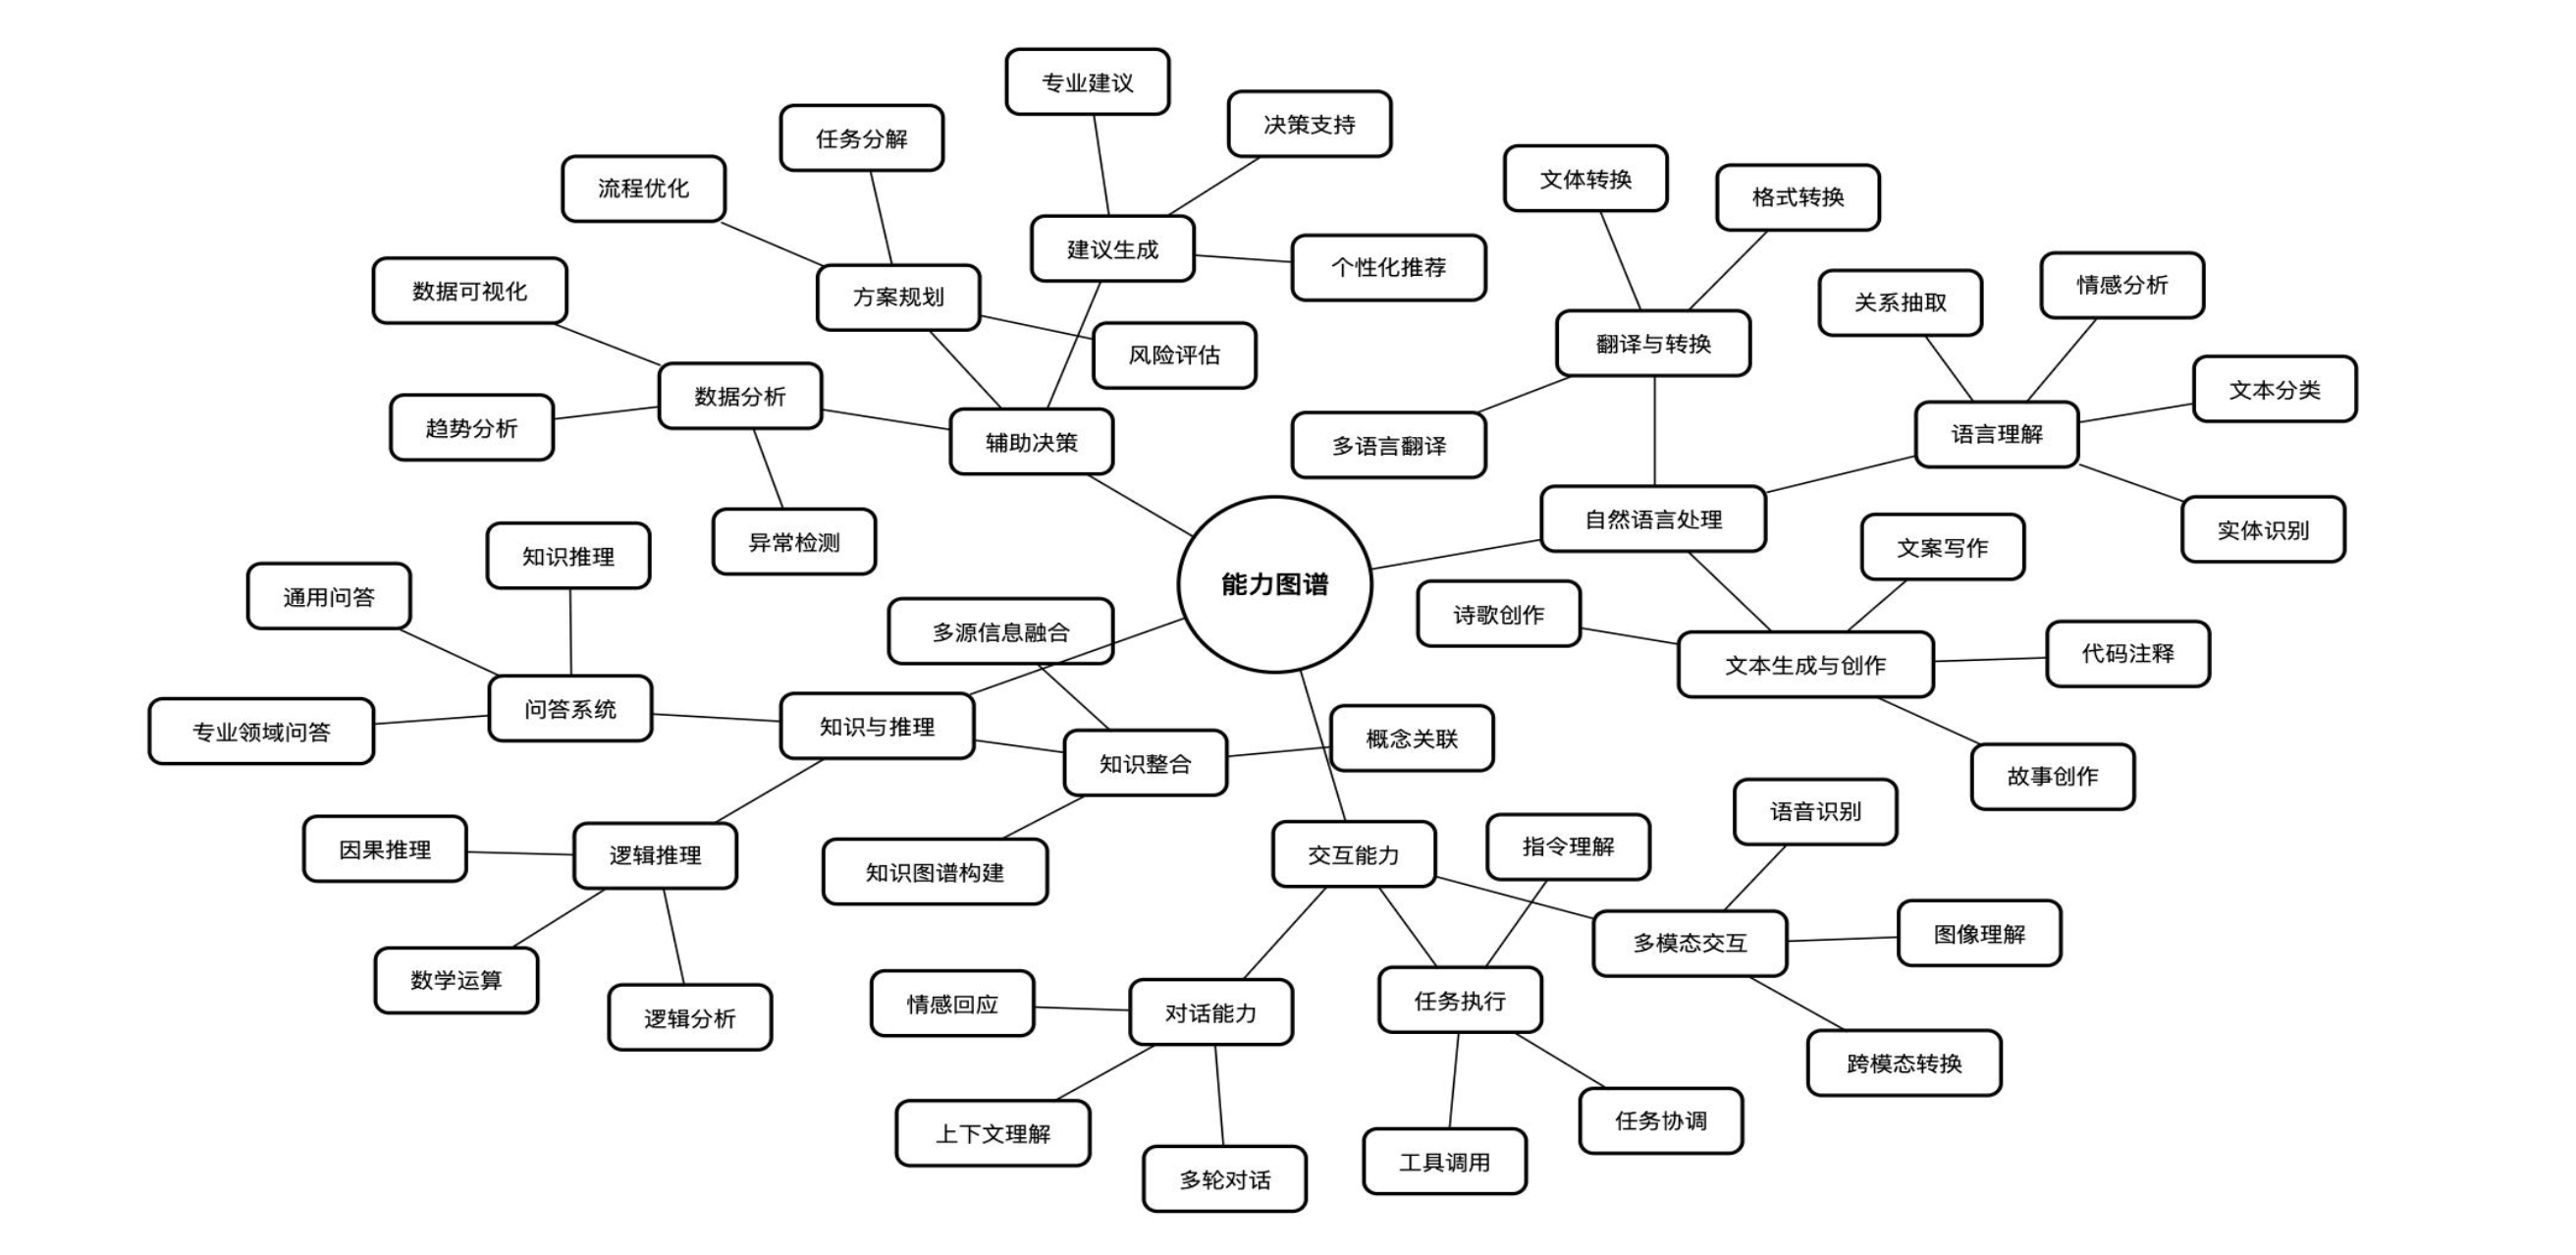 专业建议
决策支持
任务分解
流程优化
文体转换
格式转换
建议生成
个性化推荐
数据可视化
方案规划
风险评估
关系抽取
情感分析
翻译与转换
数据分析
趋势分析
辅助决策
多语言翻译
语言理解
文本分类
异常检测
知识推理
通用问答
自然语言处理
文案写作
实体识别
能力图谱
多源信息融合
诗歌创作
文本生成与创作
代码注释
问答系统
专业领域问答
知识与推理
知识整合
概念关联
故事创作
语音识别
因果推理
逻辑推理
知识图谱构建
交互能力
指令理解
多模态交互
图像理解
数学运算
逻辑分析
情感回应
对话能力
任务执行
跨模态转换
上下文理解
多轮对话
工具调用
任务协调